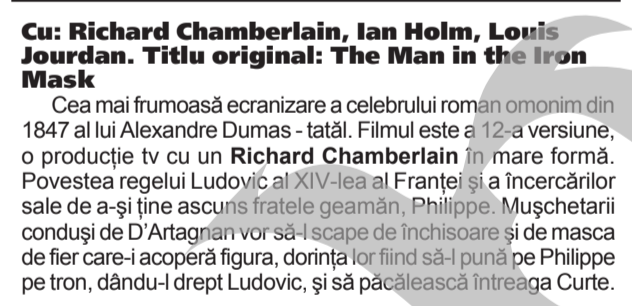 Cu: Richard Chamberlain, Ian Holm, Louis
Jourdan. Titlu original: The Man in the Iron
Mask
Cea mai frumoasă ecranizare a celebrului roman omonim din
1847 al lui Alexandre Dumas - tatăl. Filmul este a 12-a versiune,
o producție tv cu un Richard Chamberlain în mare formă.
Povestea regelui Ludovic al XIV-lea al Franței și a încercărilor
sale de a-și ține ascuns fratele geamăn, Philippe. Mușchetarii
conduși de D'Artagnan vor să-l scape de închisoare și de masca
de fier care-i acoperă figura, dorința lor fiind să-l pună pe Philippe
pe tron, dându-l drept Ludovic, și să păcălească întreaga Curte.